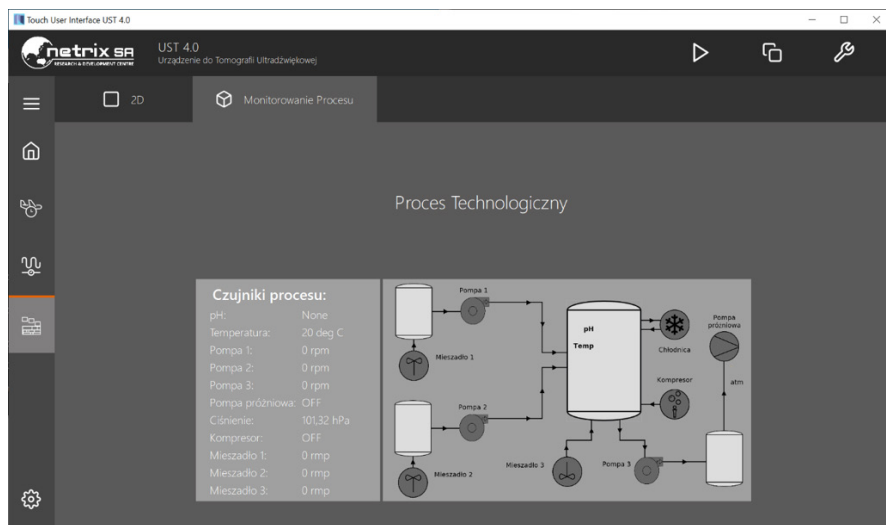 Touch User Interface UST 4.0
netrix SA
RESEARCH & DEVELOPMENT CENTRE
UST 4.0
Urządzenie do Tomografii Ultradźwiękowej
2D
Monitorowanie Procesu
Proces Technologiczny
Czujniki procesu:
pH: None
Temperatura: 20 deg C
Pompa 1: 0 rpm
Pompa 2: 0 rpm
Pompa 3: 0 rpm
Pompa próżniowa: OFF
Ciśnienie: 101,32 hPa
Kompresor: OFF
Mieszadło 1: 0 rmp
Mieszadło 2: 0 rmp
Mieszadło 3: 0 rmp
Pompa 1
Mieszadło 1
Pompa 2
Mieszadło 2
pH
Temp
Chłodnica
Pompa
próżniowa
Kompresor
atm
Mieszadło 3
Pompa 3